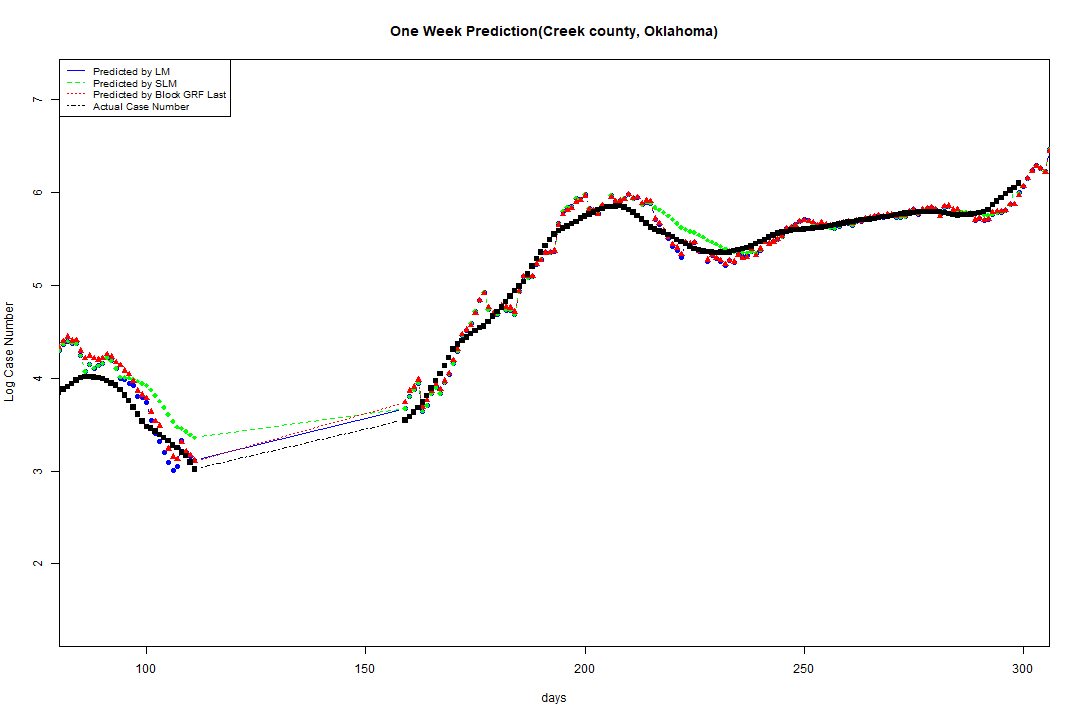 One Week Prediction(Creek county, Oklahoma)
Predicted by LM
Predicted by SLM
Predicted by Block GRF Last
Actual Case Number
7
6
5
4
3
2
Log Case Number
100 150 200 250 300
days